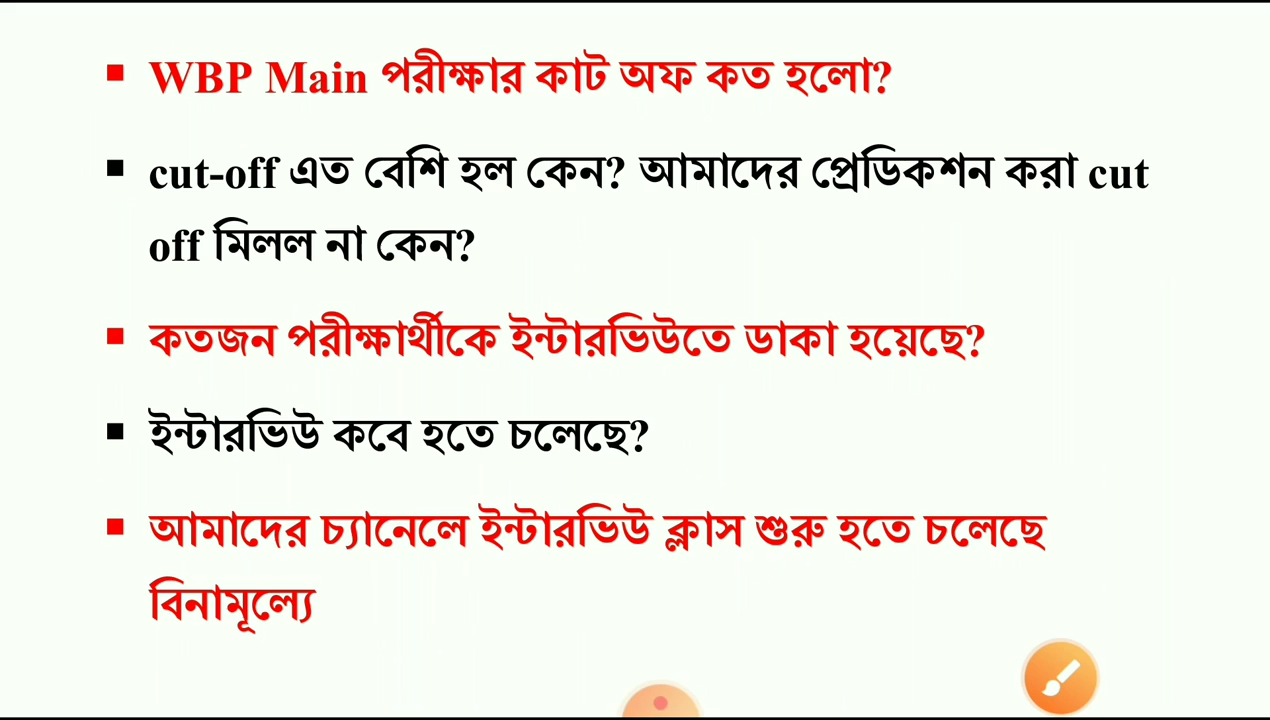 WBP Main পরীক্ষার কাট অফ কত হলো?
cut-off এত বেশি হল কেন? আমাদের প্রেডিকশন করা cut
off মিলল না কেন?
কতজন পরীক্ষার্থীকে ইন্টারভিউতে ডাকা হয়েছে?
ইন্টারভিউ কবে হতে চলেছে?
আমাদের চ্যানেলে ইন্টারভিউ ক্লাস শুরু হতে চলেছে
বিনামূল্যে